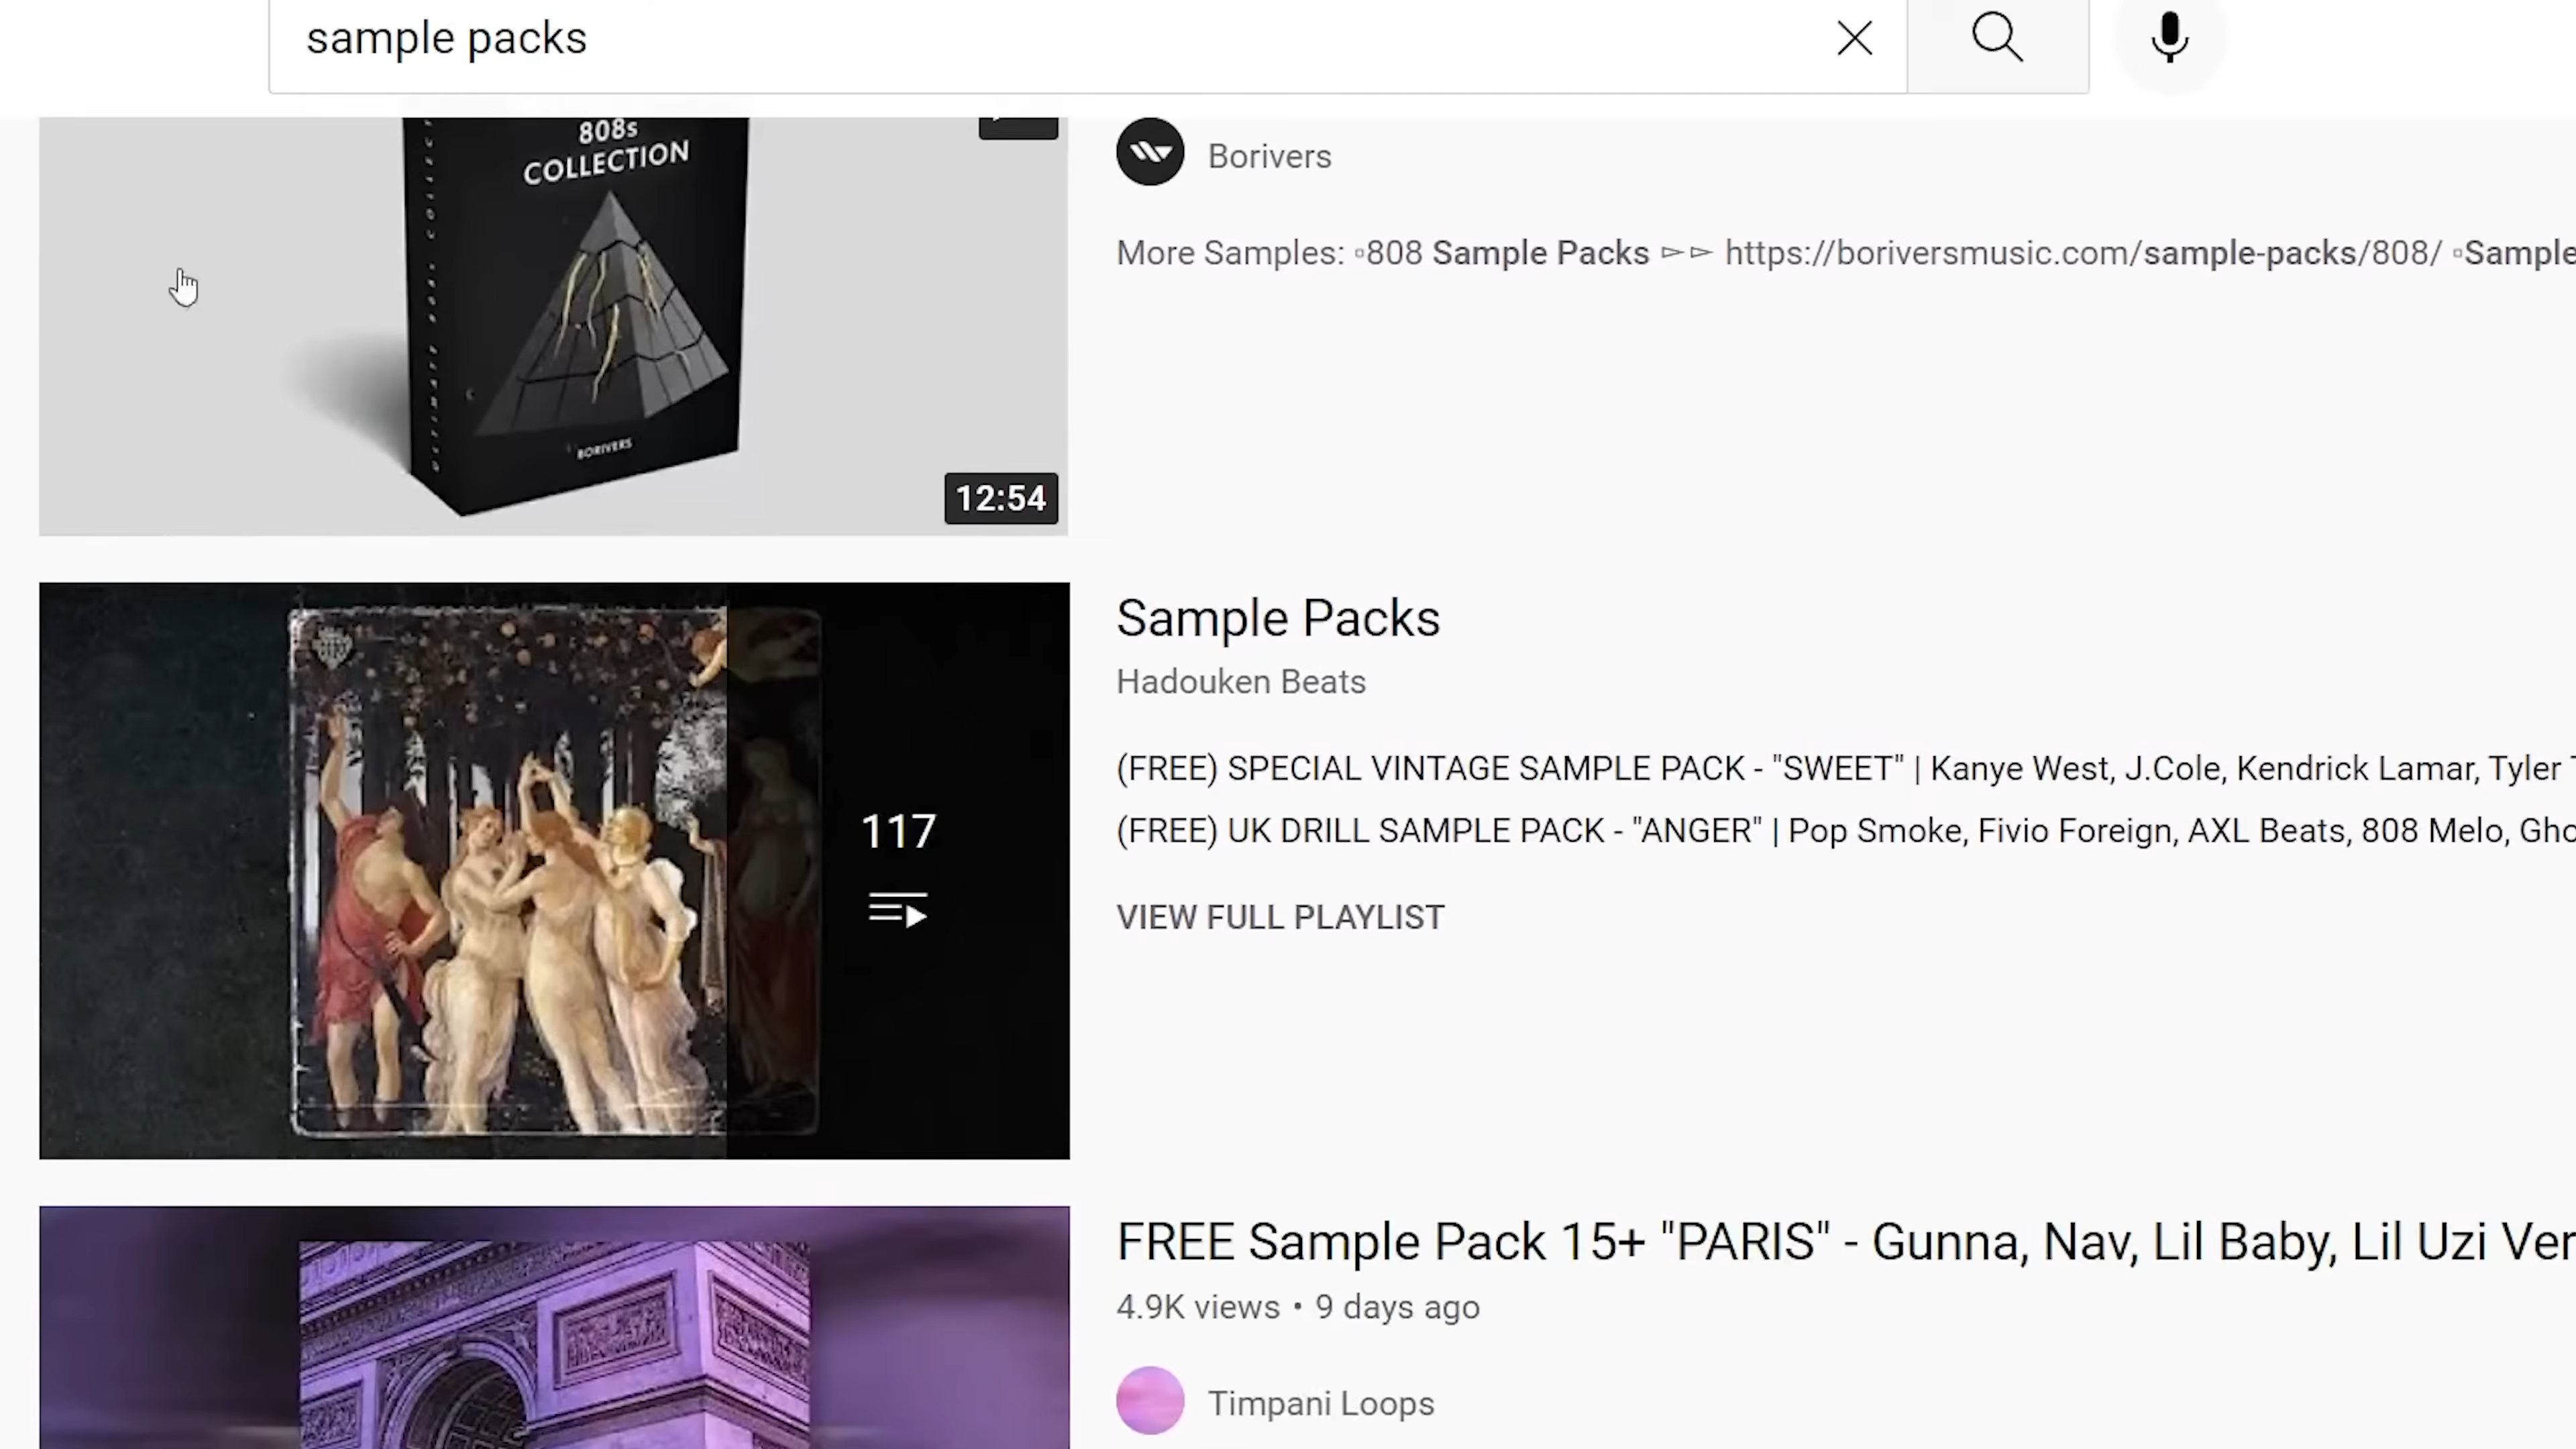 sample packs
808s
COLLECTION
BORIVERS
12:54
Borivers
More Samples: ▫808 Sample Packs ▻▻ https://boriversmusic.com/sample-packs/808/ ▫Sample
117
Sample Packs
Hadouken Beats
(FREE) SPECIAL VINTAGE SAMPLE PACK - "SWEET" | Kanye West, J.Cole, Kendrick Lamar, Tyler
(FREE) UK DRILL SAMPLE PACK - "ANGER" | Pop Smoke, Fivio Foreign, AXL Beats, 808 Melo, Gho
VIEW FULL PLAYLIST
FREE Sample Pack 15+ "PARIS" - Gunna, Nav, Lil Baby, Lil Uzi Ver
4.9K views • 9 days ago
Timpani Loops